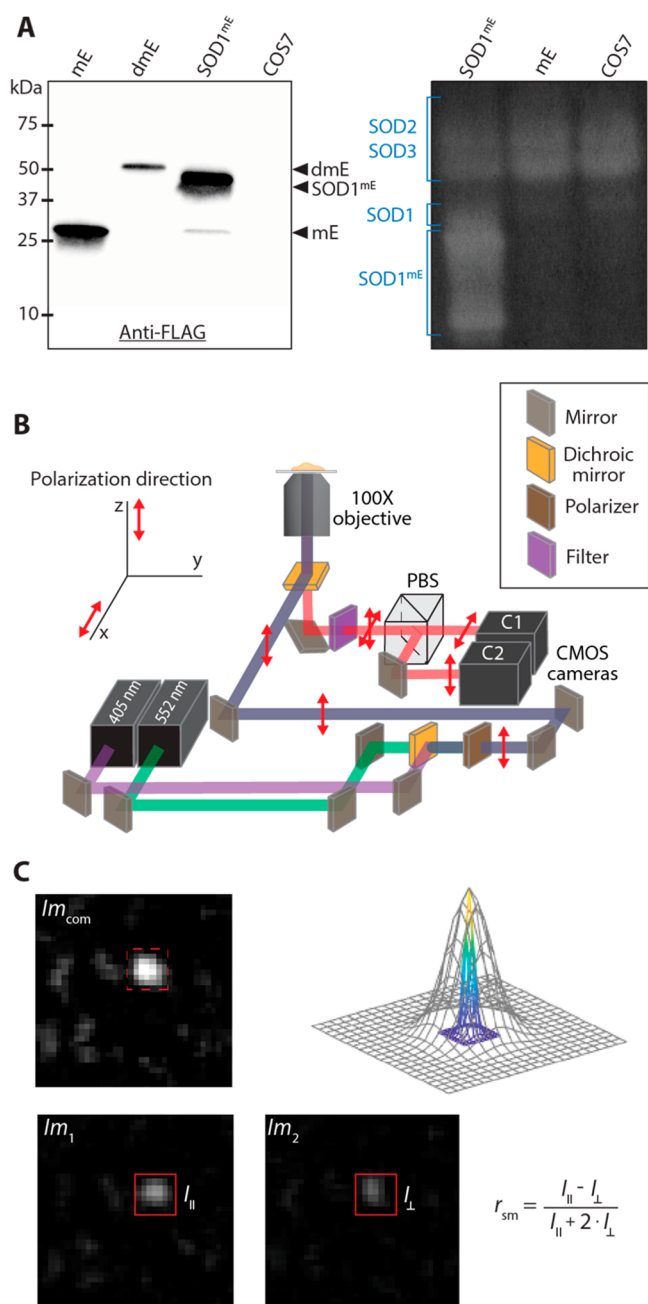 A
mE
dmE
SOD1mE
COS7
kDa
75
50
37
25
10
dmE
SOD1mE
mE
Anti-FLAG
SOD1mE
mE
COS7
SOD2
SOD3
SOD1
SOD1mE
B
Polarization direction
z
y
x
100X
objective
PBS
C1
C2
CMOS
cameras
405 nm
552 nm
Mirror
Dichroic
mirror
Polarizer
Filter
C
Imcom
Im1
I||
Im2
I⊥
rsm = (I|| - I⊥) / (I|| + 2 · I⊥)